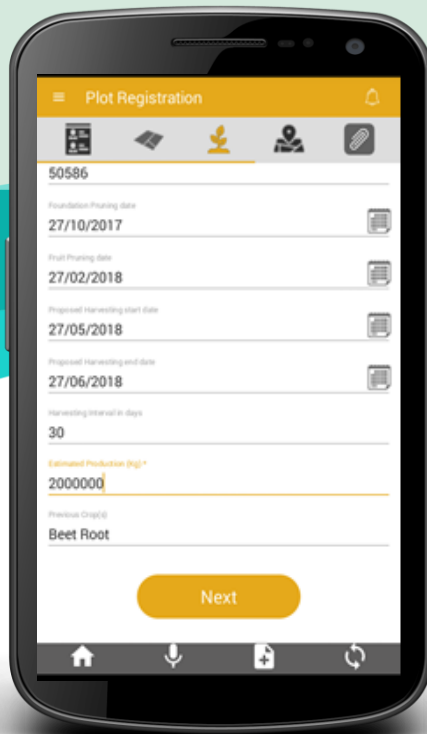 Plot Registration
50586
Foundation Pruning date
27/10/2017
Fruit Pruning date
27/02/2018
Proposed Harvesting start date
27/05/2018
Proposed Harvesting end date
27/06/2018
Harvesting Interval in days
30
Estimated Production (Kg) *
2000000
Previous Crop(s)
Beet Root
Next